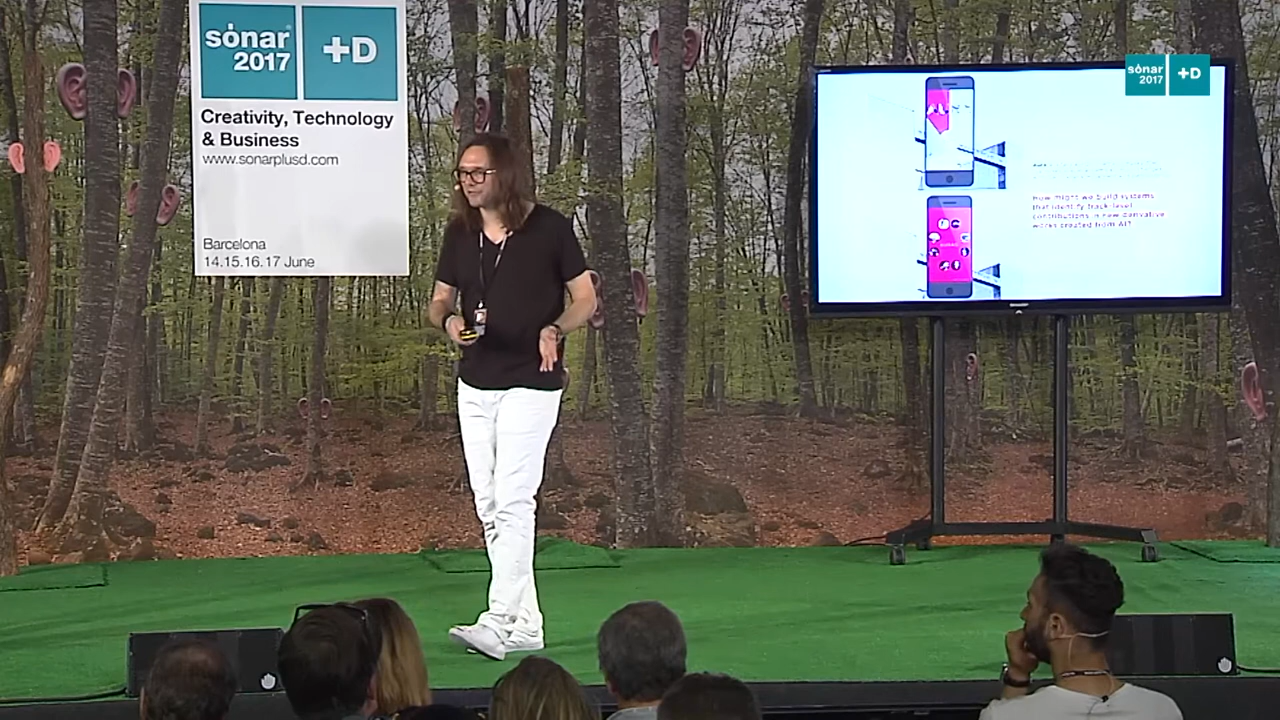 sónar
2017
+D
Creativity, Technology
& Business
www.sonarplusd.com
Barcelona
14.15.16.17 June
sónar
2017
+D
How might we build systems
that identify track-level
contributions in new derivative
works created from AI?
SHARP